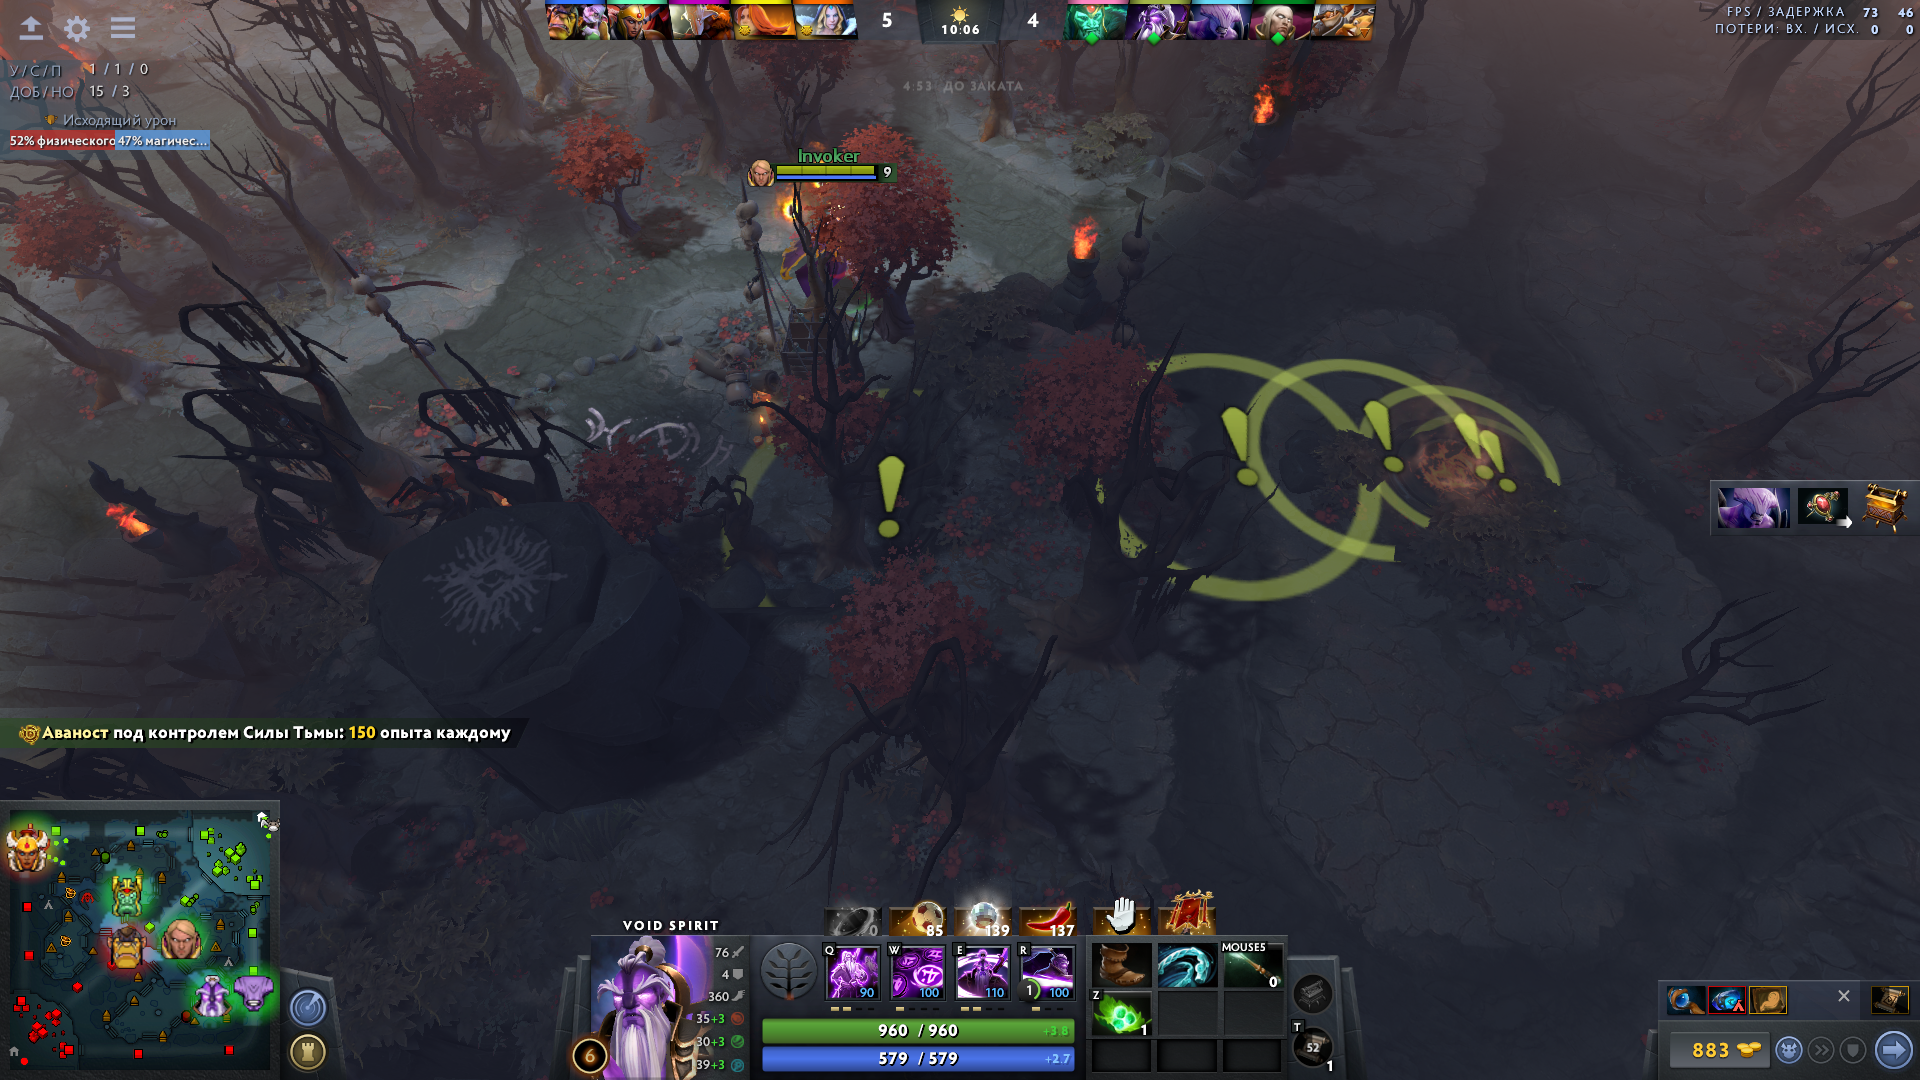 5
10:06
4
FPS / ЗАДЕРЖКА 73 46
ПОТЕРИ: ВХ. / ИСХ. 0 0
У / С / П 1 / 1 / 0
ДОБ / НО 15 / 3
Исходящий урон
52% физического 47% магичес...
4:53 ДО ЗАКАТА
Invoker
9
Аванпост под контролем Силы Тьмы: 150 опыта каждому
VOID SPIRIT
0 85 139 137
76
4
360
35+3
30+3
39+3
6
Q 90
W 100
E 110
R 1 100
960 / 960 +3.8
579 / 579 +2.7
MOUSE5
0
Z
1
T
52
1
883